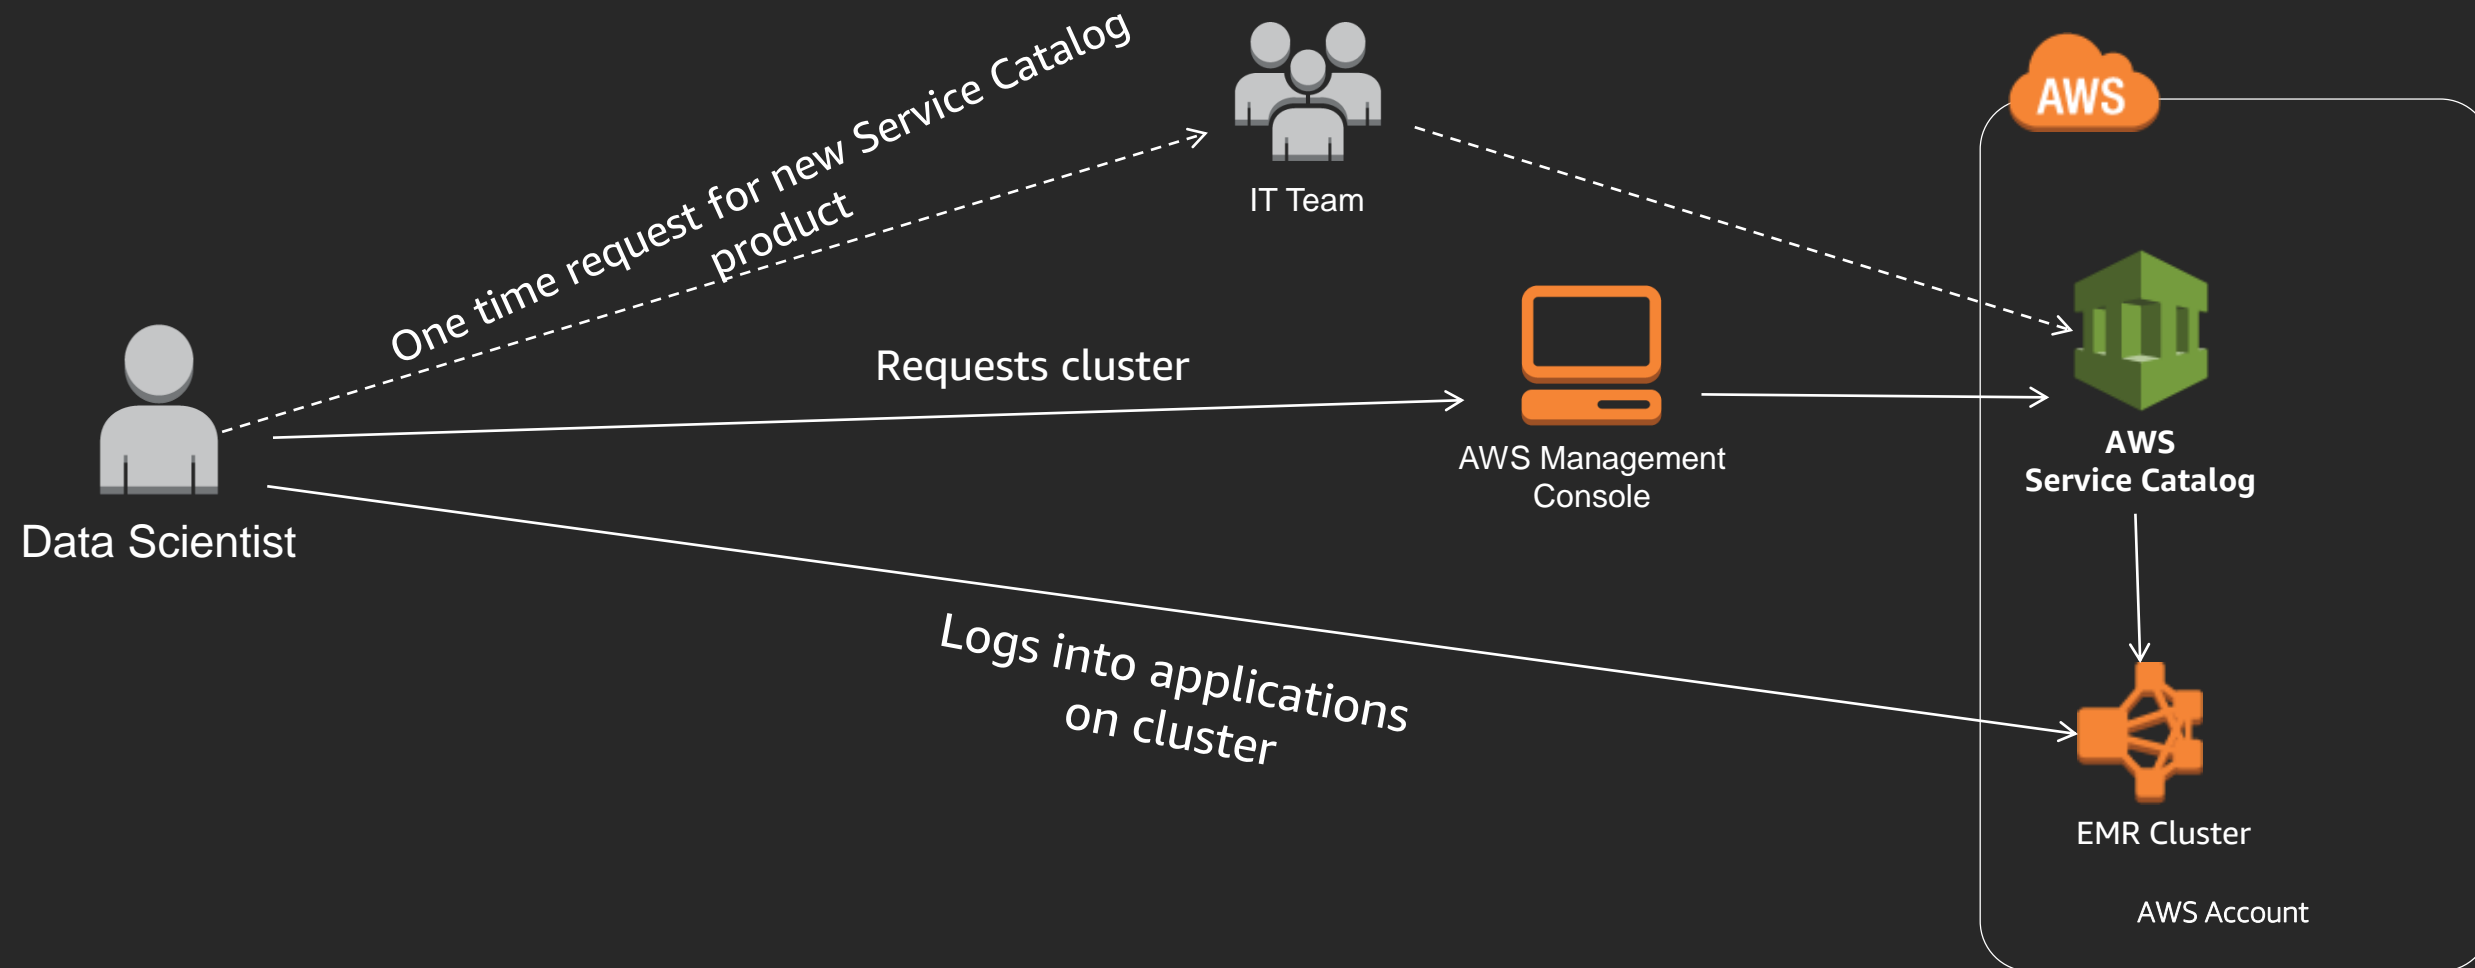 One time request for new Service Catalog
product
AWS
IT Team
Requests cluster
AWS Management
Console
AWS
Service Catalog
Data Scientist
Logs into applications
on cluster
EMR Cluster
AWS Account